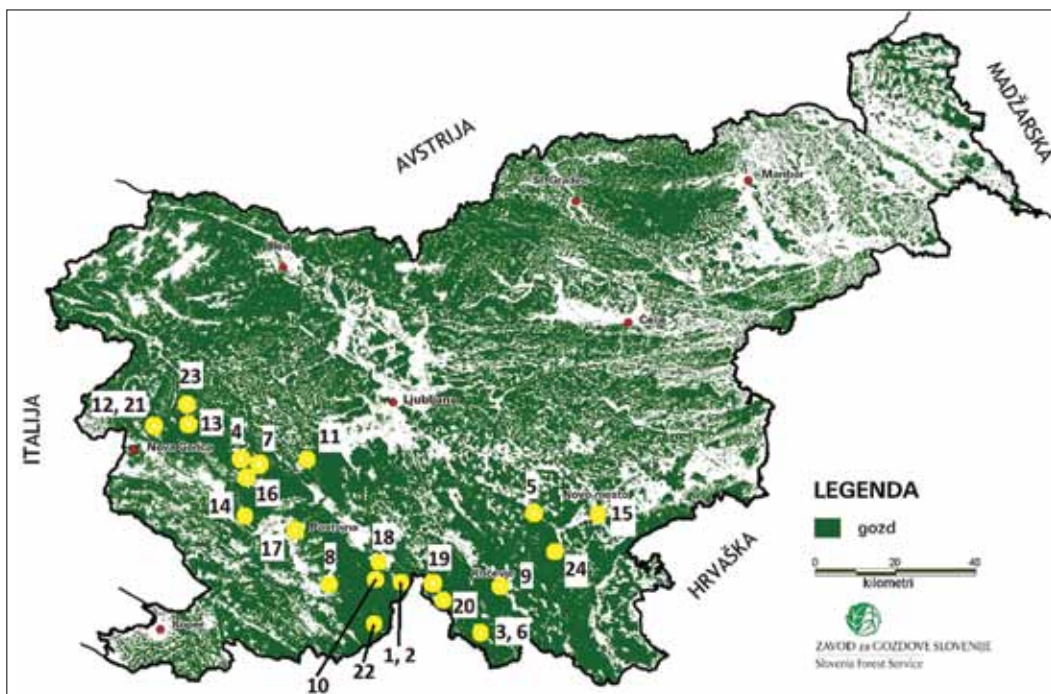 AVSTRIJA
MADŽARSKA
ITALIJA
HRVAŠKA
Maribor
Celje
Ljubljana
Nova Gorica
Novo mesto
Postojna
Kočevje
23
12, 21
13
4
7
11
16
14
17
5
15
18
8
19
9
24
20
3, 6
1, 2
22
10
LEGENDA
gozd
0 20 40
kilometri
ZAVOD za GOZDOVE SLOVENIJE
Slovenia Forest Service